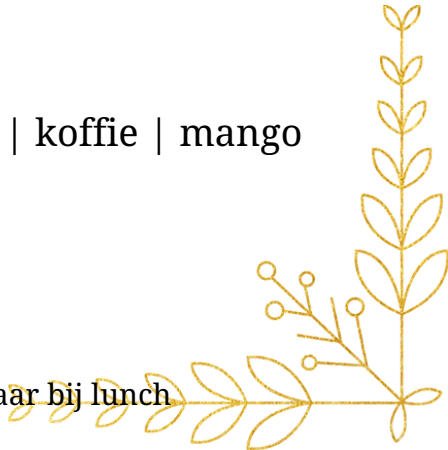 | koffie | mango
aar bij lunch